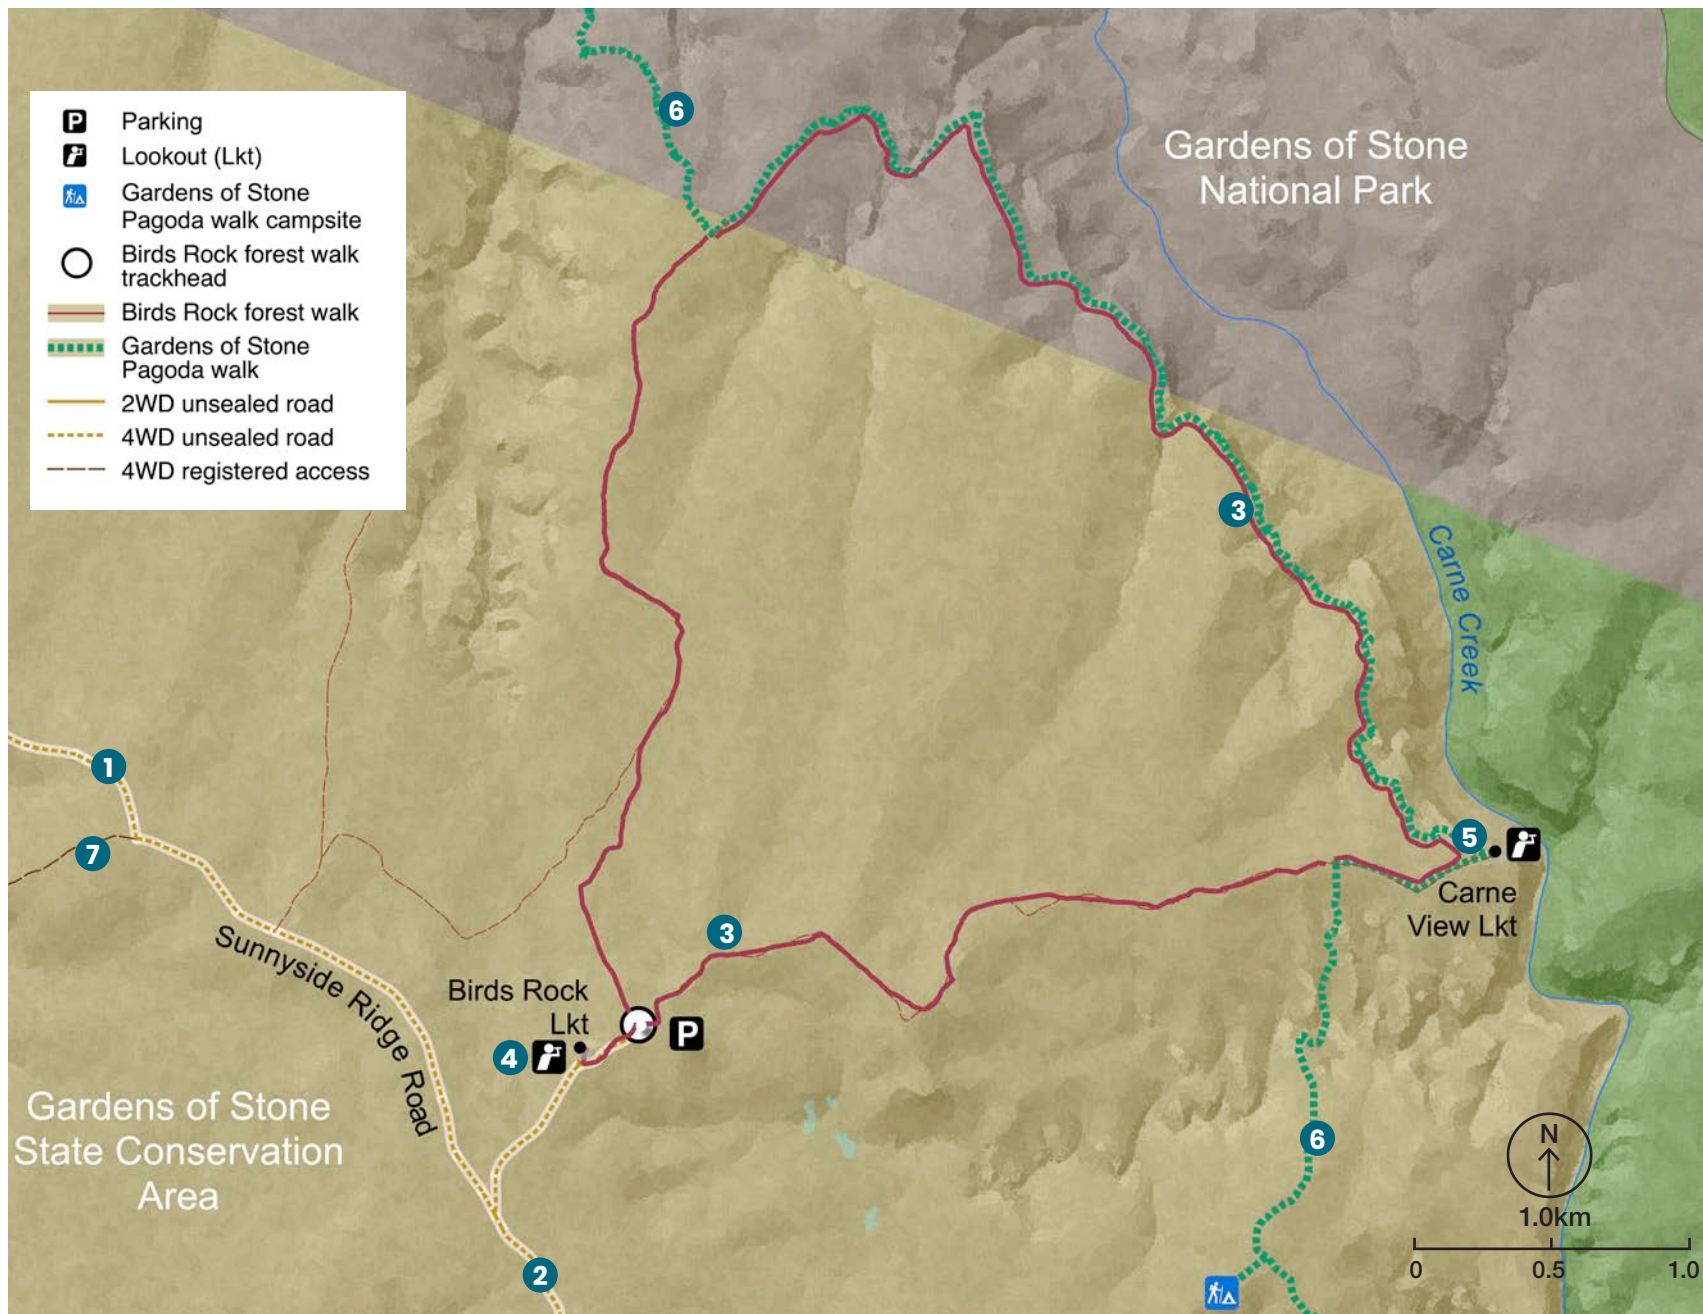 P Parking
Lookout (Lkt)
Gardens of Stone
Pagoda walk campsite
Birds Rock forest walk
trackhead
Birds Rock forest walk
Gardens of Stone
Pagoda walk
2WD unsealed road
4WD unsealed road
4WD registered access
6
Gardens of Stone
National Park
3
Carne Creek
1
7
5
Carne
View Lkt
Sunnyside Ridge Road
3
Birds Rock
Lkt
P
4
Gardens of Stone
State Conservation
Area
6
N
1.0km
0 0.5 1.0
2